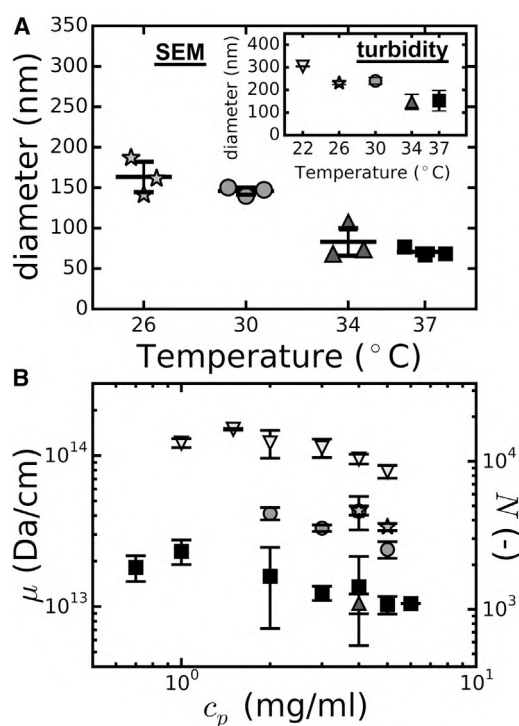 A
SEM
turbidity
diameter (nm)
350
300
250
200
150
100
50
0
26
30
34
37
Temperature (°C)
diameter (nm)
400
300
200
100
0
22
26
30
34
37
Temperature (°C)
B
μ (Da/cm)
10^14
10^13
N (-)
10^4
10^3
10^0
10^1
c_p (mg/ml)